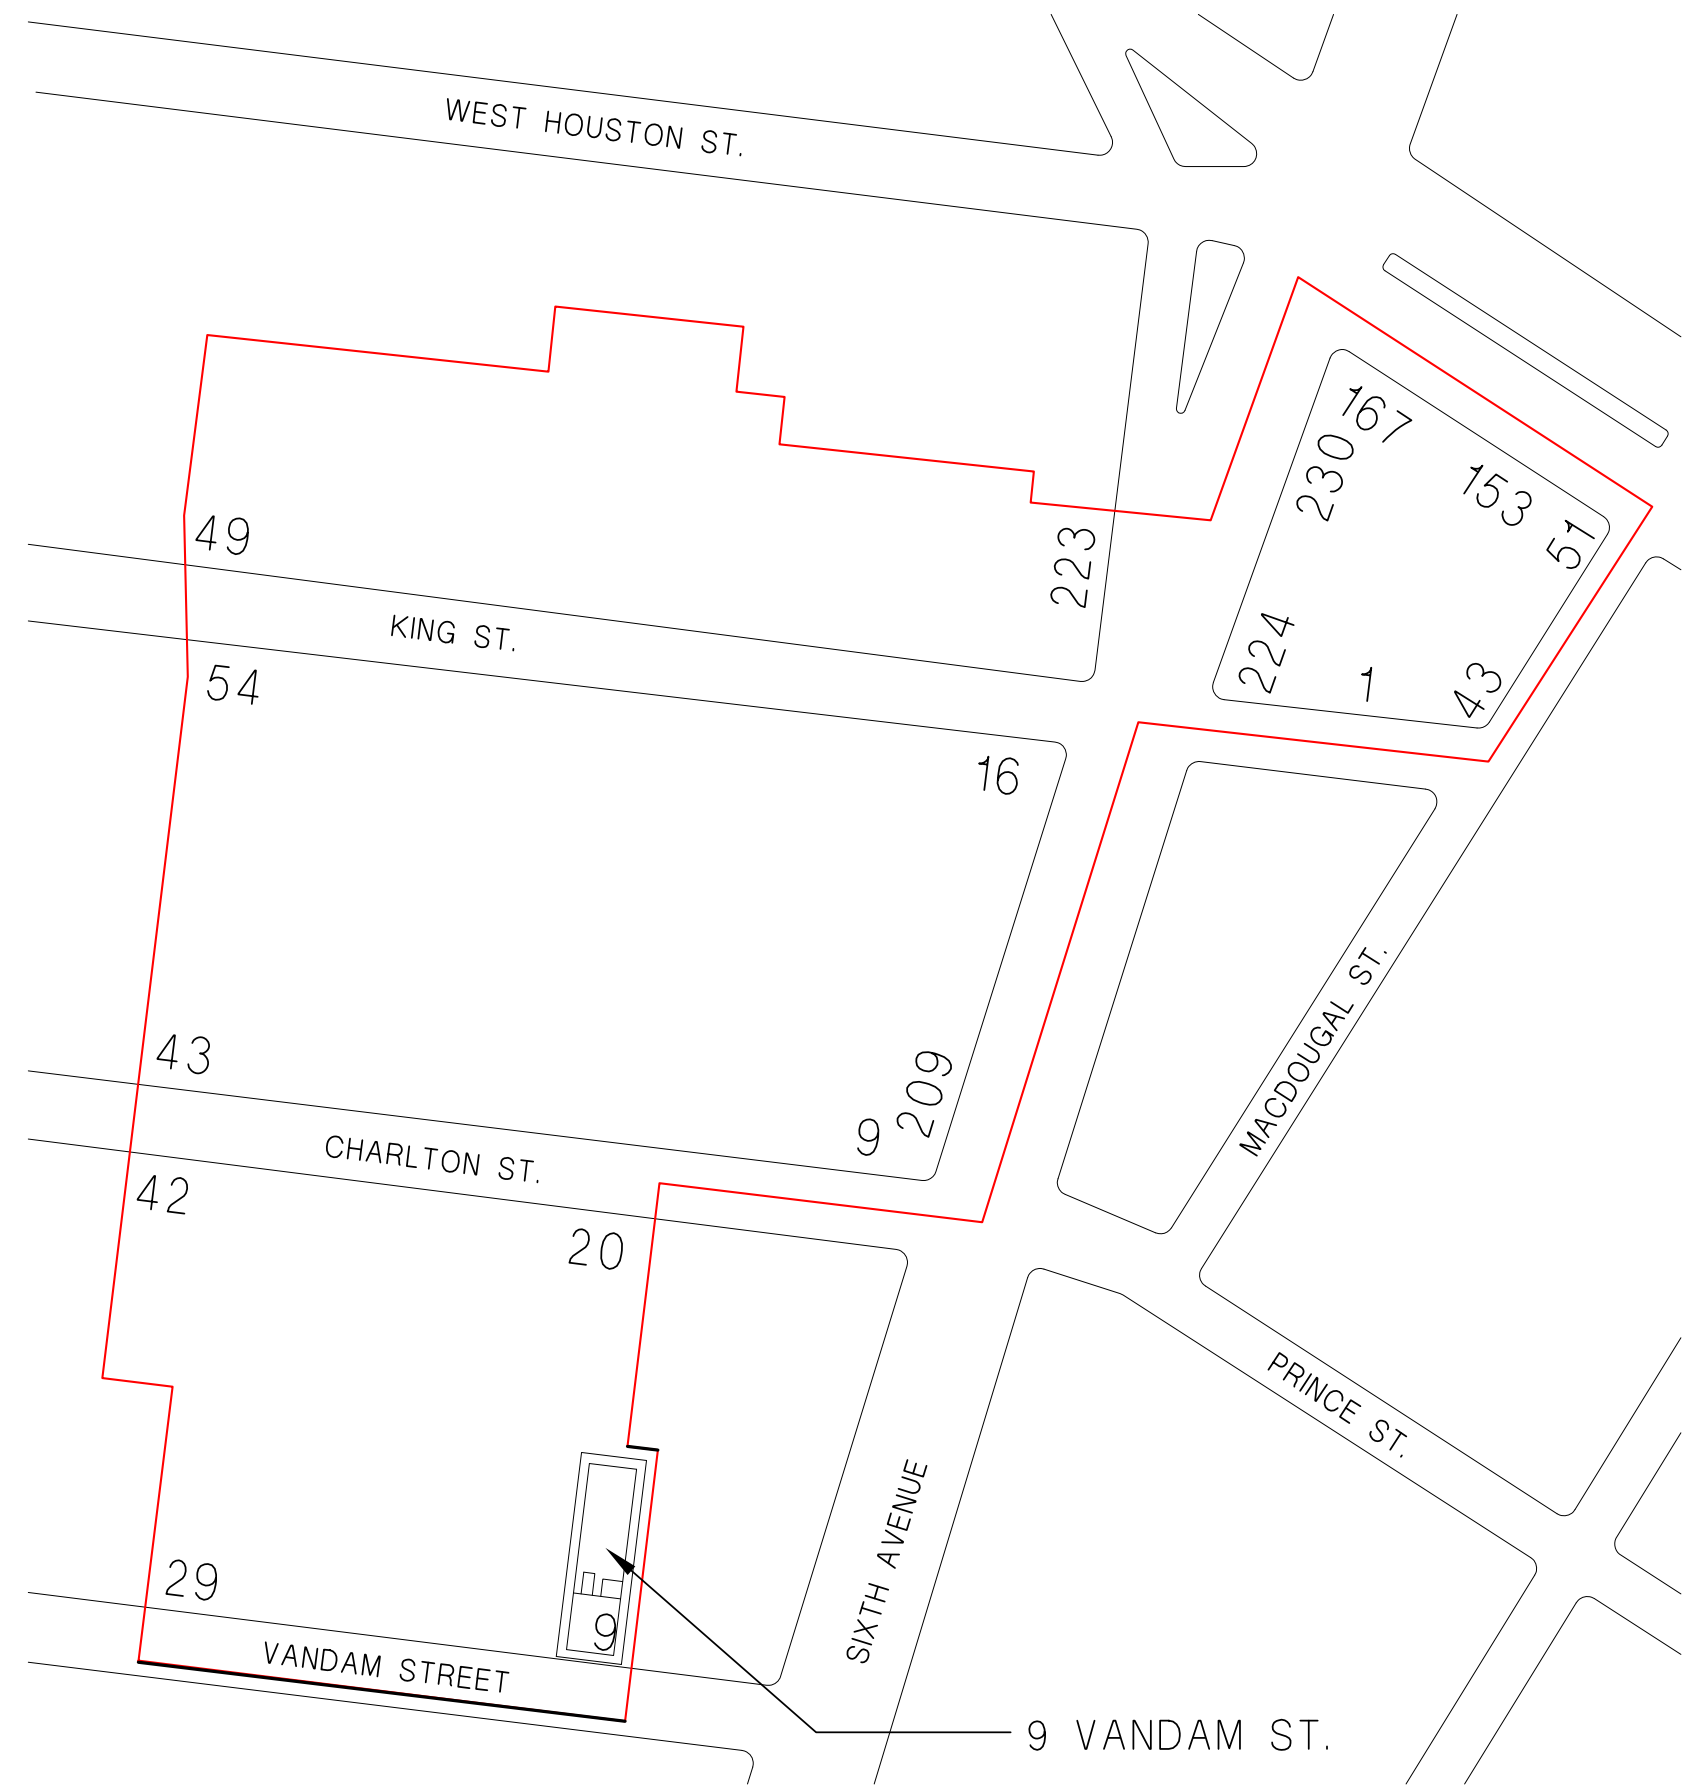 WEST HOUSTON ST.
167
230
153
51
49
223
KING ST.
224
1
43
54
16
MACDOUGAL ST.
43
209
9
CHARLTON ST.
42
20
PRINCE ST.
SIXTH AVENUE
29
9
VANDAM STREET
9 VANDAM ST.